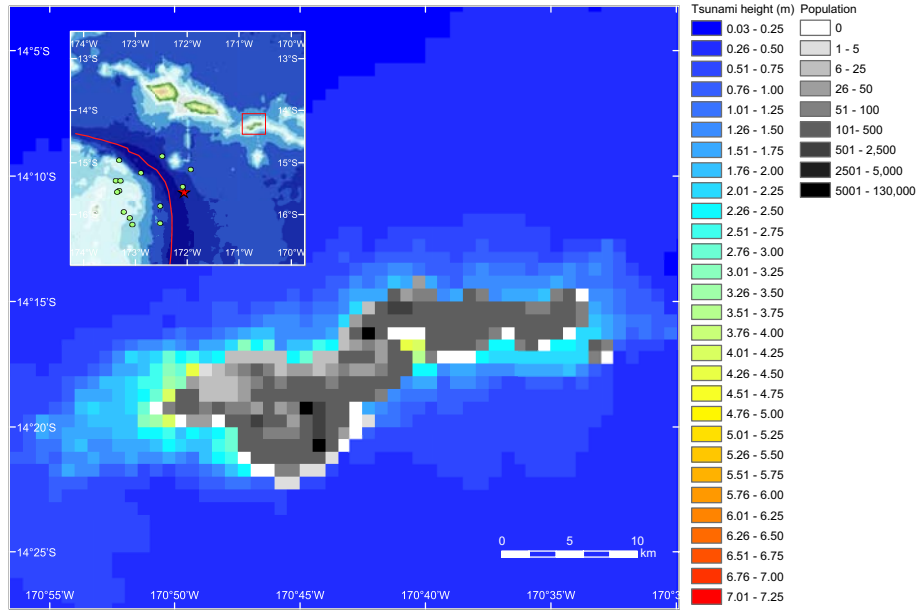 Tsunami height (m)
0.03 - 0.25
0.26 - 0.50
0.51 - 0.75
0.76 - 1.00
1.01 - 1.25
1.26 - 1.50
1.51 - 1.75
1.76 - 2.00
2.01 - 2.25
2.26 - 2.50
2.51 - 2.75
2.76 - 3.00
3.01 - 3.25
3.26 - 3.50
3.51 - 3.75
3.76 - 4.00
4.01 - 4.25
4.26 - 4.50
4.51 - 4.75
4.76 - 5.00
5.01 - 5.25
5.26 - 5.50
5.51 - 5.75
5.76 - 6.00
6.01 - 6.25
6.26 - 6.50
6.51 - 6.75
6.76 - 7.00
7.01 - 7.25
Population
0
1 - 5
6 - 25
26 - 50
51 - 100
101- 500
501 - 2,500
2501 - 5,000
5001 - 130,000
174°W 173°W 172°W 171°W 170°W
13°S 13°S
14°S 14°S
15°S 15°S
16°S 16°S
174°W 173°W 172°W 171°W 170°W
14°5'S
14°10'S
14°15'S
14°20'S
14°25'S
0 5 10
km
170°55'W 170°50'W 170°45'W 170°40'W 170°35'W